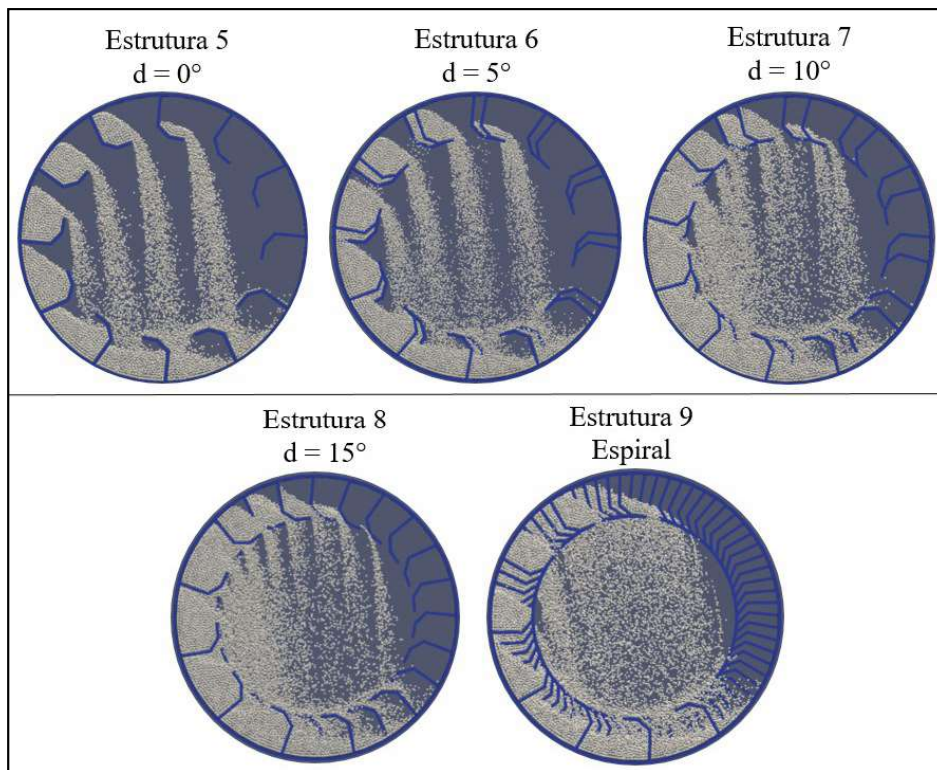 Estrutura 5
d = 0°
Estrutura 6
d = 5°
Estrutura 7
d = 10°
Estrutura 8
d = 15°
Estrutura 9
Espiral